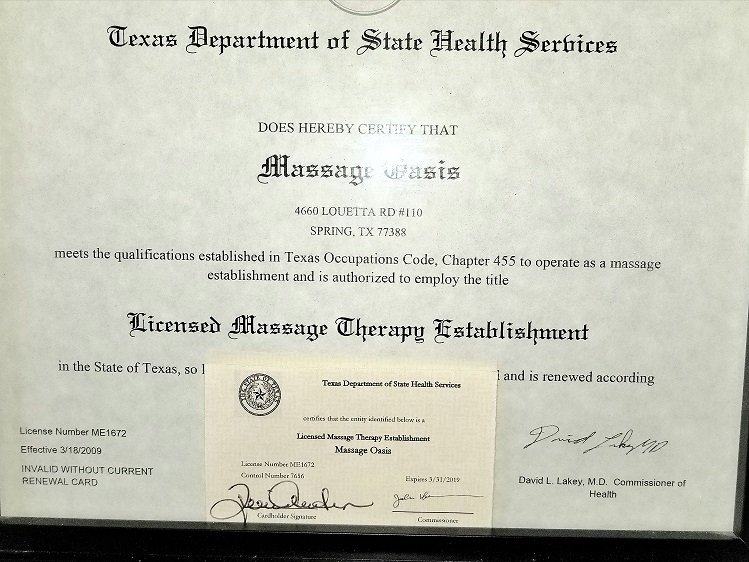 Texas Department of State Health Services
DOES HEREBY CERTIFY THAT
Massage Oasis
4660 LOUETTA RD #110
SPRING, TX 77388
meets the qualifications established in Texas Occupations Code, Chapter 455 to operate as a massage
establishment and is authorized to employ the title
Licensed Massage Therapy Establishment
in the State of Texas, so
and is renewed according
License Number ME1672
Effective 3/18/2009
INVALID WITHOUT CURRENT
RENEWAL CARD
Texas Department of State Health Services
certifies that the entity identified below is a
Licensed Massage Therapy Establishment
Massage Oasis
License Number ME1672
Control Number 7656
Expires 3/31/2019
Cardholder Signature
Commissioner
David L. Lakey, M.D. Commissioner of
Health